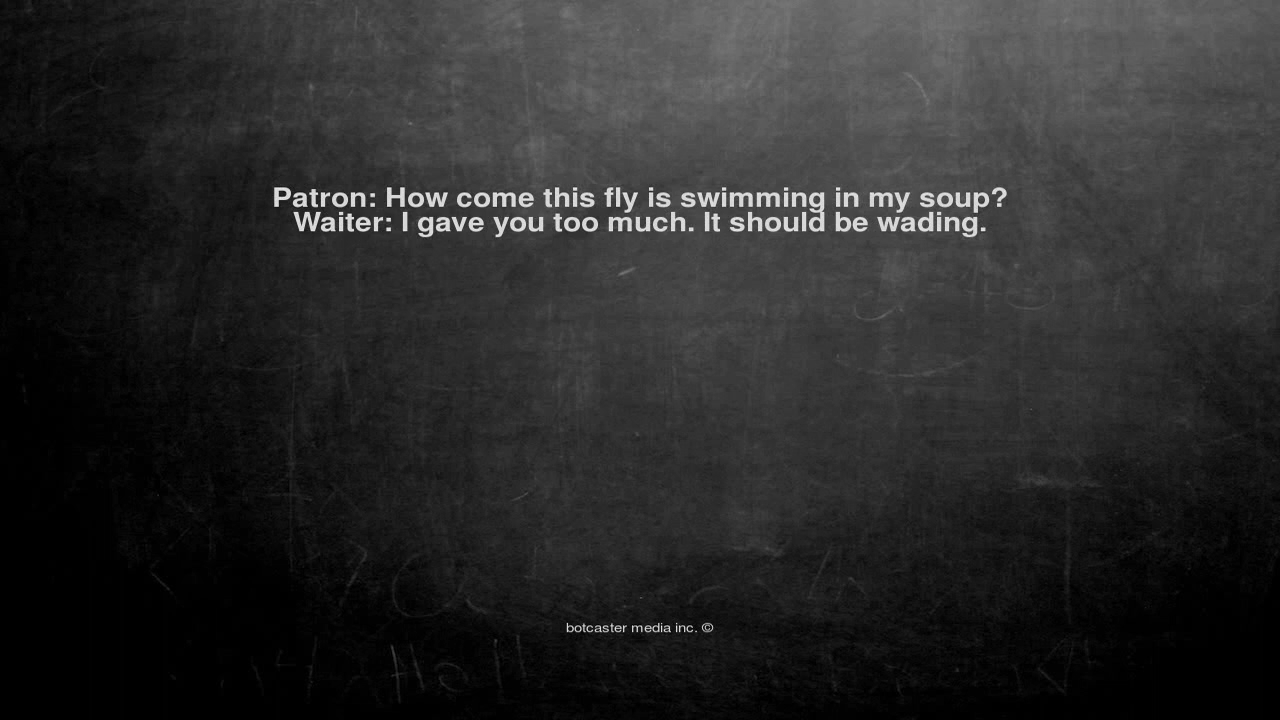 Patron: How come this fly is swimming in my soup?
Waiter: I gave you too much. It should be wading.
botcaster media inc. ©